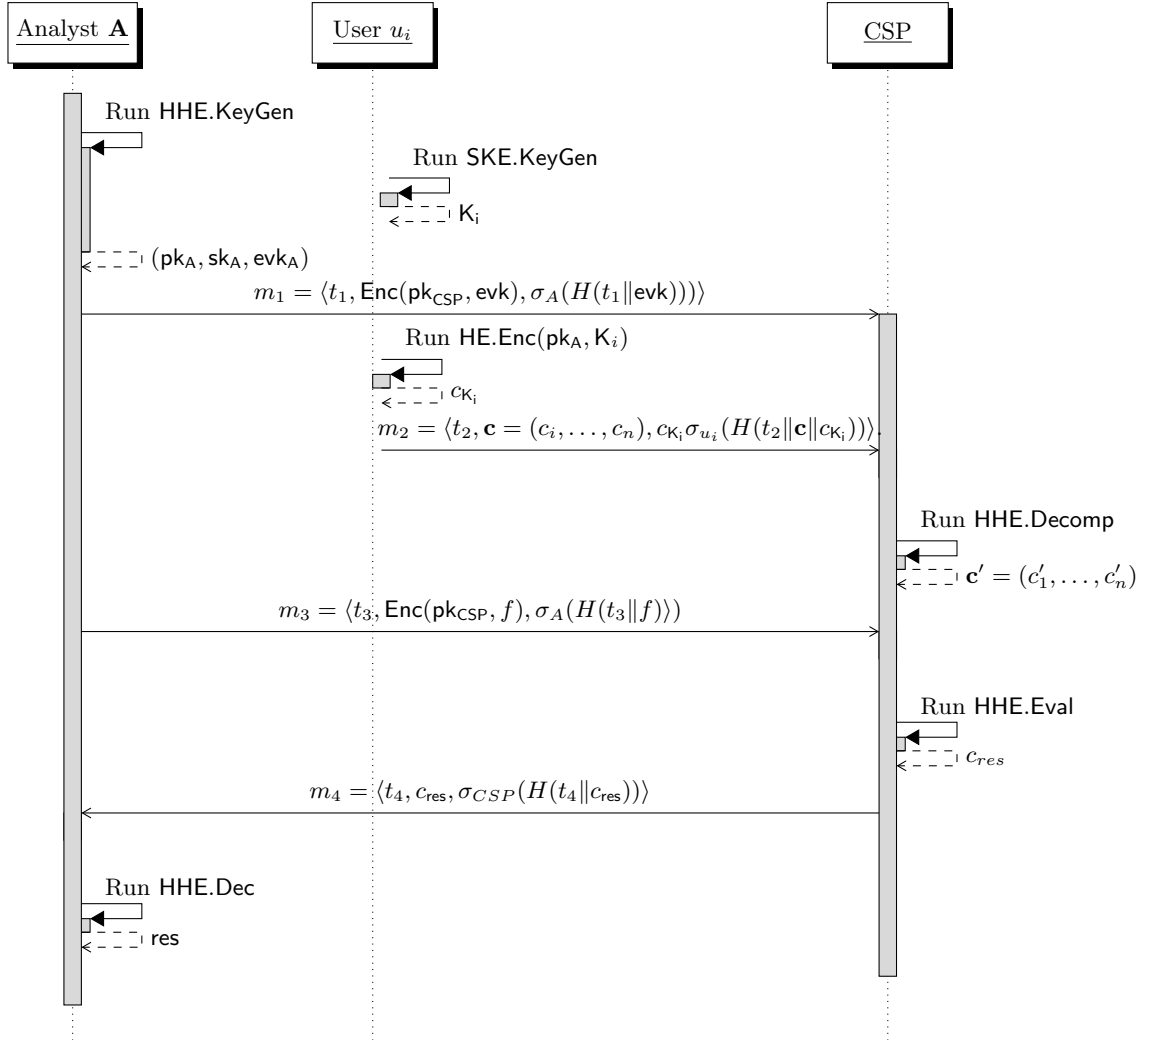 Analyst A
User u_i
CSP
Run HHE.KeyGen
Run SKE.KeyGen
K_i
(pk_A, sk_A, evk_A)
m_1 = ⟨t_1, Enc(pk_CSP, evk), σ_A(H(t_1‖evk)))⟩
Run HE.Enc(pk_A, K_i)
c_{K_i}
m_2 = ⟨t_2, c = (c_i, . . . , c_n), c_{K_i}σ_{u_i}(H(t_2‖c‖c_{K_i}))⟩.
Run HHE.Decomp
c′ = (c′_1, . . . , c′_n)
m_3 = ⟨t_3, Enc(pk_CSP, f), σ_A(H(t_3‖f)⟩)
Run HHE.Eval
c_res
m_4 = ⟨t_4, c_res, σ_CSP(H(t_4‖c_res))⟩
Run HHE.Dec
res